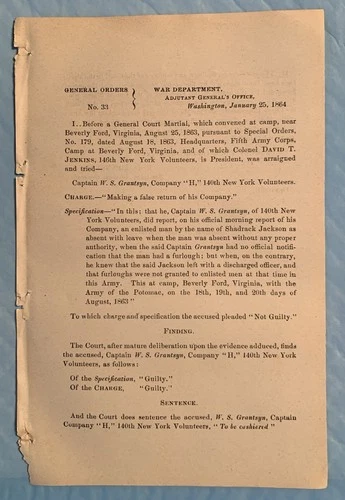 GENERAL ORDERS
No. 33
WAR DEPARTMENT,
ADJUTANT GENERAL'S OFFICE,
Washington, January 25, 1864
I..Before a General Court Martial, which convened at camp, near
Beverly Ford, Virginia, August 25, 1863, pursuant to Special Orders,
No. 179, dated August 18, 1863, Headquarters, Fifth Army Corps,
Camp at Beverly Ford, Virginia, and of which Colonel DAVID T.
JENKINS, 146th New York Volunteers, is President, was arraigned
and tried—
Captain W. S. Grantsyn, Company "H," 140th New York Volunteers.
CHARGE.—"Making a false return of his Company."
Specification—"In this: that he, Captain W. S. Grantsyn, of 140th New
York Volunteers, did report, on his official morning report of his
Company, an enlisted man by the name of Shadrack Jackson as
absent with leave when the man was absent without any proper
authority, when the said Captain Grantsyn had no official notifi-
cation that the man had a furlough; but when, on the contrary,
he knew that the said Jackson left with a discharged officer, and
that furloughs were not granted to enlisted men at that time in
this Army. This at camp, Beverly Ford, Virginia, with the
Army of the Potomac, on the 18th, 19th, and 20th days of
August, 1863"
To which charge and specification the accused pleaded "Not Guilty."
FINDING.
The Court, after mature deliberation upon the evidence adduced, finds
the accused, Captain W. S. Grantsyn, Company "H," 140th New York
Volunteers, as follows:
Of the Specification, "Guilty."
Of the CHARGE, "Guilty."
SENTENCE.
And the Court does sentence the accused, W. S. Grantsyn, Captain
Company "H," 140th New York Volunteers, "To be cashiered"